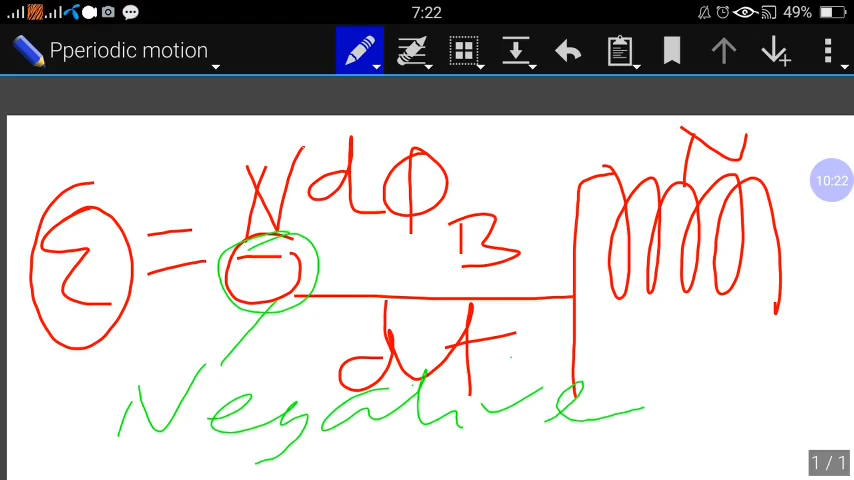 7:22
49%
Pperiodic motion
10:22
N
ε = - N dΦB
dt
Negative
1 / 1